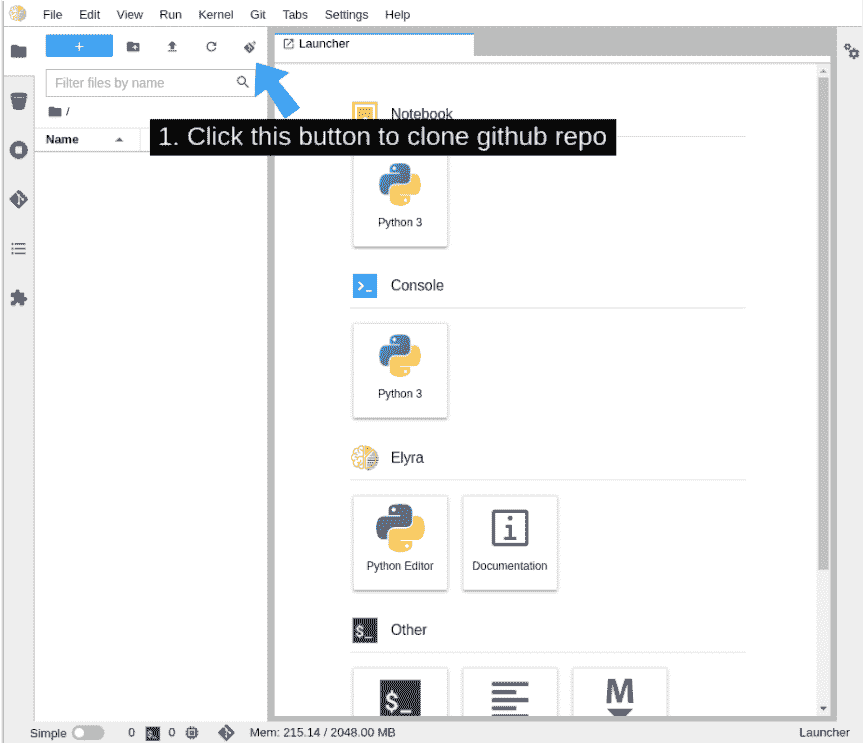 File Edit View Run Kernel Git Tabs Settings Help
+
Launcher
Filter files by name
/
Name
Notebook
1. Click this button to clone github repo
Python 3
Console
Python 3
Elyra
Python Editor
Documentation
i
$_
Other
$_
M
Simple 0 $_ 0 Mem: 215.14 / 2048.00 MB Launcher